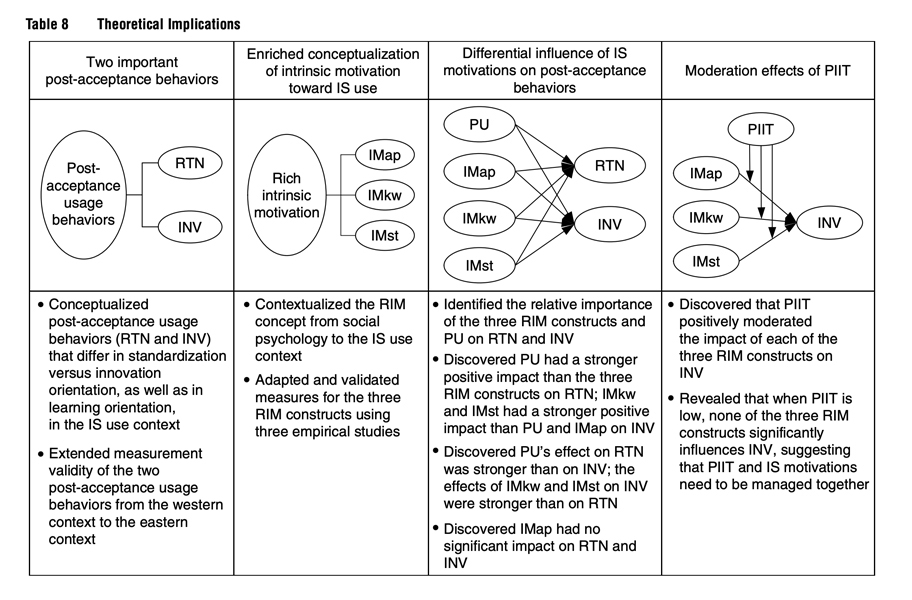 Table 8 Theoretical Implications
Two important
post-acceptance behaviors
Enriched conceptualization
of intrinsic motivation
toward IS use
Differential influence of IS
motivations on post-acceptance
behaviors
Moderation effects of PIIT
Post-
acceptance
usage
behaviors
RTN
INV
Rich
intrinsic
motivation
IMap
IMkw
IMst
PU
IMap
IMkw
IMst
RTN
INV
PIIT
IMap
IMkw
IMst
INV
• Conceptualized
post-acceptance usage
behaviors (RTN and INV)
that differ in standardization
versus innovation
orientation, as well as in
learning orientation,
in the IS use context
• Extended measurement
validity of the two
post-acceptance usage
behaviors from the western
context to the eastern
context
• Contextualized the RIM
concept from social
psychology to the IS use
context
• Adapted and validated
measures for the three
RIM constructs using
three empirical studies
• Identified the relative importance
of the three RIM constructs and
PU on RTN and INV
• Discovered PU had a stronger
positive impact than the three
RIM constructs on RTN; IMkw
and IMst had a stronger positive
impact than PU and IMap on INV
• Discovered PU's effect on RTN
was stronger than on INV; the
effects of IMkw and IMst on INV
were stronger than on RTN
• Discovered IMap had no
significant impact on RTN and
INV
• Discovered that PIIT
positively moderated
the impact of each of the
three RIM constructs on
INV
• Revealed that when PIIT is
low, none of the three RIM
constructs significantly
influences INV, suggesting
that PIIT and IS motivations
need to be managed together